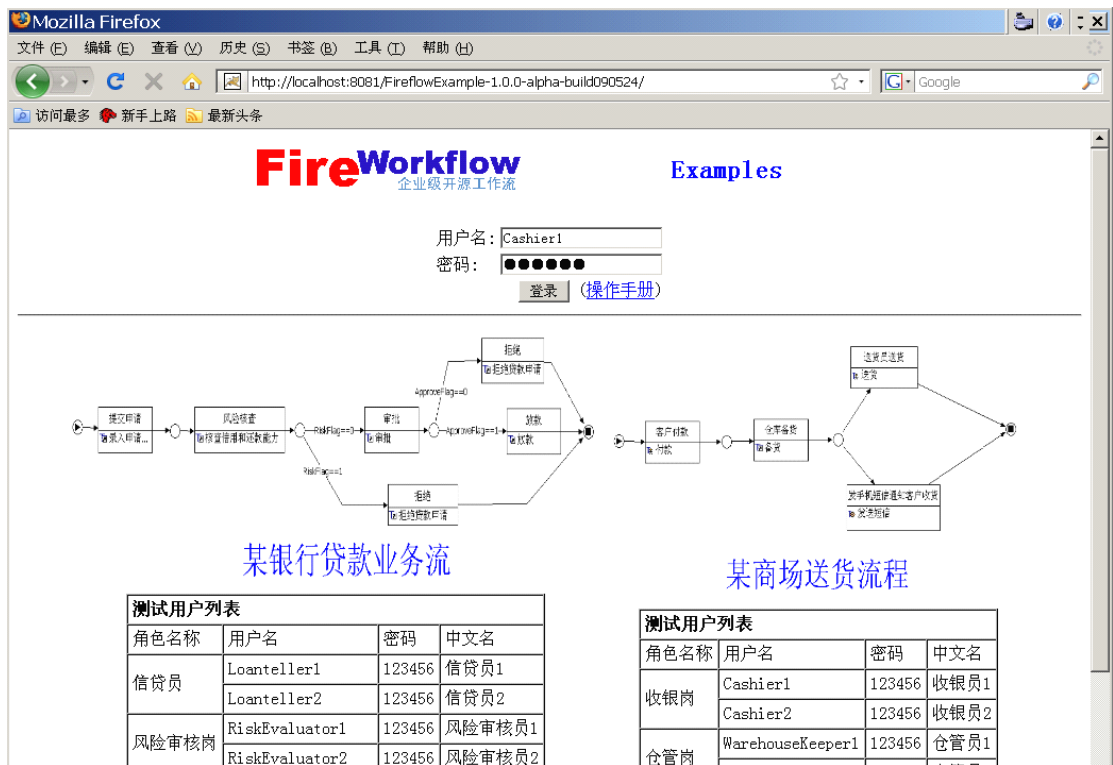 Mozilla Firefox
文件 (F) 编辑 (E) 查看 (V) 历史 (S) 书签 (B) 工具 (T) 帮助 (H)
http://localhost:8081/FireflowExample-1.0.0-alpha-build090524/
G Google
访问最多 新手上路 最新头条
FireWorkflow
企业级开源工作流
Examples
用户名: Cashier1
密码: ●●●●●●
登录 (操作手册)
拒绝
拒绝贷款申请
ApproveFlag==0
提交申请
录入申请...
风险核查
核查信用和还款能力
审批
审批
ApproveFlag==1
放款
放款
RiskFlag==1
拒绝
拒绝贷款申请
送货员送货
送货
客户付款
付款
仓库备货
备货
发手机短信通知客户收货
发送短信
某银行贷款业务流
某商场送货流程
测试用户列表
角色名称 用户名 密码 中文名
信贷员 Loanteller1 123456 信贷员1
Loanteller2 123456 信贷员2
风险审核岗 RiskEvaluator1 123456 风险审核员1
RiskEvaluator2 123456 风险审核员2
测试用户列表
角色名称 用户名 密码 中文名
收银岗 Cashier1 123456 收银员1
Cashier2 123456 收银员2
仓管岗 WarehouseKeeper1 123456 仓管员1